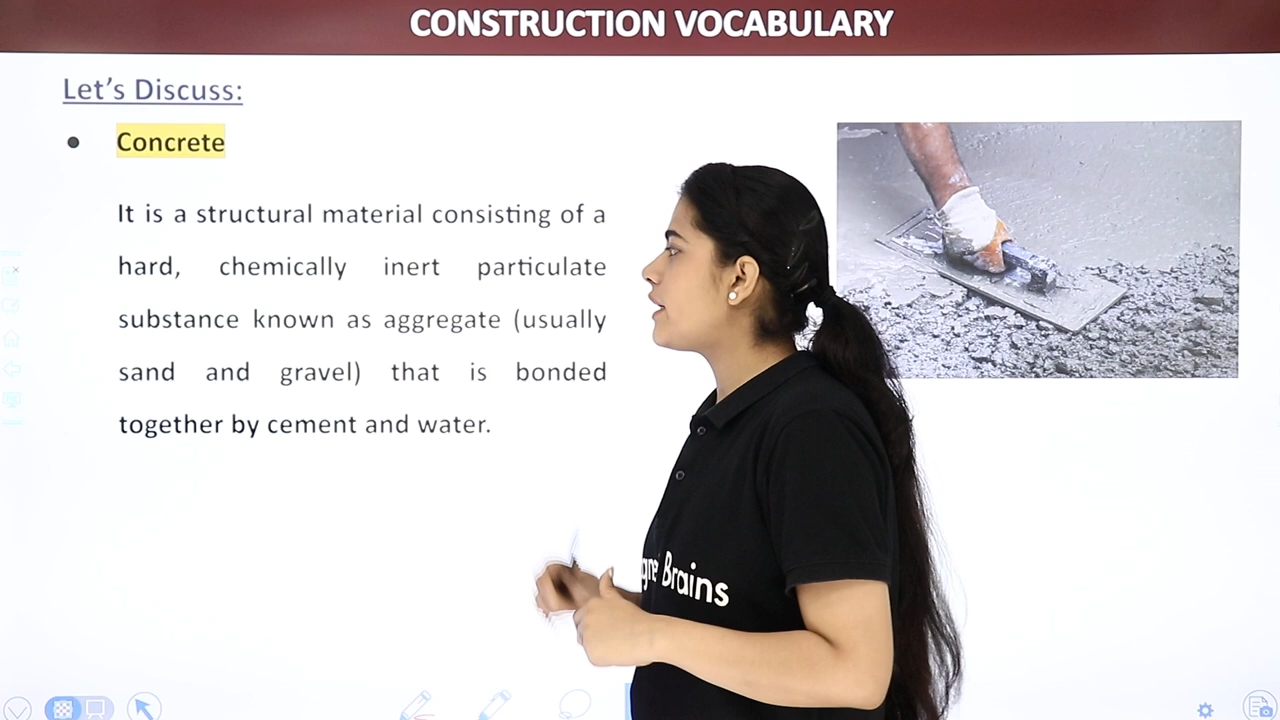 CONSTRUCTION VOCABULARY
Let's Discuss:
• Concrete
It is a structural material consisting of a
hard, chemically inert particulate
substance known as aggregate (usually
sand and gravel) that is bonded
together by cement and water.
Brains